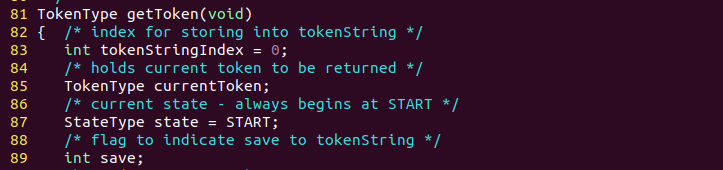 81 TokenType getToken(void)
82 {  /* index for storing into tokenString */
83    int tokenStringIndex = 0;
84    /* holds current token to be returned */
85    TokenType currentToken;
86    /* current state - always begins at START */
87    StateType state = START;
88    /* flag to indicate save to tokenString */
89    int save;